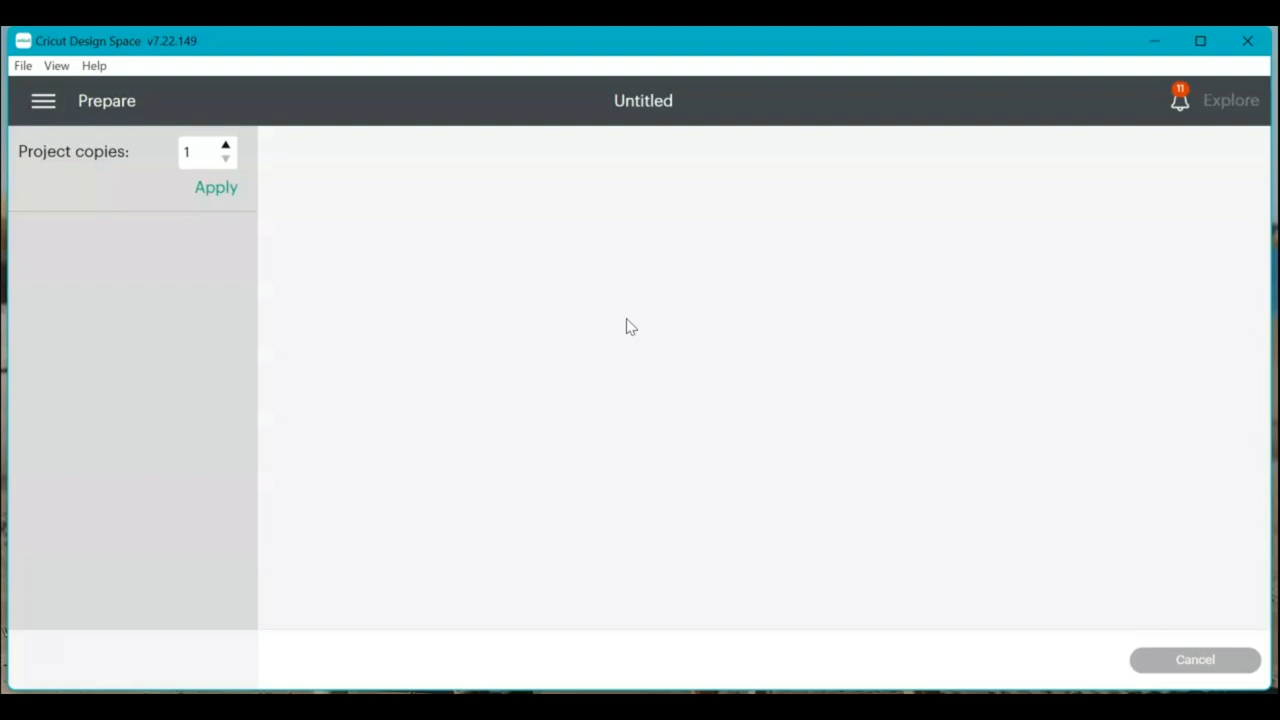 Cricut Design Space v7.22.149
File View Help
Prepare
Untitled
11
Explore
Project copies:
1
Apply
Cancel